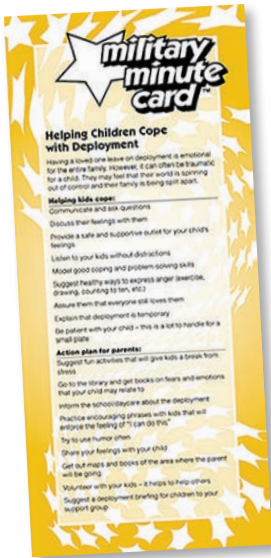 military
minute
card™
Helping Children Cope
with Deployment
Having a loved one leave on deployment is emotional
for the entire family. However, it can often be traumatic
for a child. They may feel that their world is spinning
out of control and their family is being split apart.
Helping kids cope:
Communicate and ask questions
Discuss their feelings with them
Provide a safe and supportive outlet for your child's
feelings
Listen to your kids without distractions
Model good coping and problem-solving skills
Suggest healthy ways to express anger (exercise,
drawing, counting to ten, etc.)
Assure them that everyone still loves them
Explain that deployment is temporary
Be patient with your child – this is a lot to handle for a
small plate
Action plan for parents:
Suggest fun activities that will give kids a break from
stress
Go to the library and get books on fears and emotions
that your child may relate to
Inform the school/daycare about the deployment
Practice encouraging phrases with kids that will
enforce the feeling of "I can do this"
Try to use humor often
Share your feelings with your child
Get out maps and books of the area where the parent
will be going.
Volunteer with your kids – it helps to help others
Suggest a deployment briefing for children to your
support group